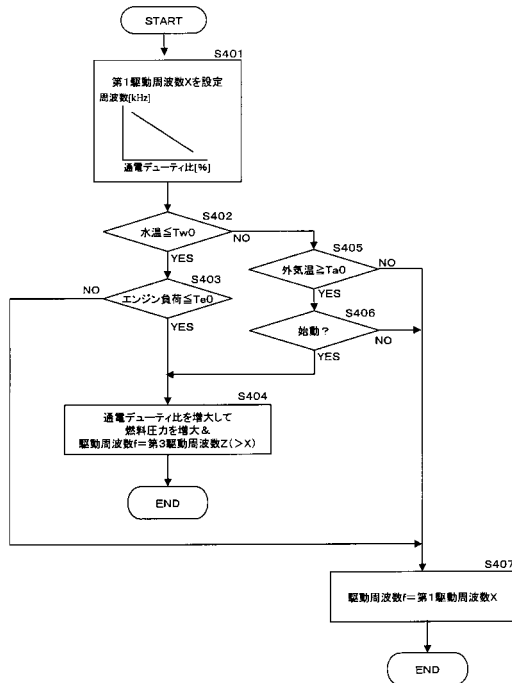 START
S401
第1駆動周波数Xを設定
周波数[kHz]
通電デューティ比[%]
S402
水温≦Tw0
NO
YES
S405
外気温≧Ta0
NO
YES
S403
NO
エンジン負荷≦Te0
YES
S406
始動?
NO
YES
S404
通電デューティ比を増大して
燃料圧力を増大&
駆動周波数f=第3駆動周波数Z(>X)
END
S407
駆動周波数f=第1駆動周波数X
END